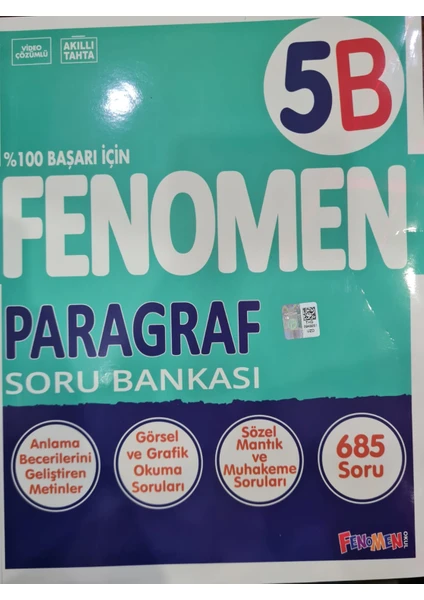 VİDEO
ÇÖZÜMLÜ
AKILLI
TAHTA
5B
%100 BAŞARI İÇİN
FENOMEN
PARAGRAF
SORU BANKASI
Anlama
Becerilerini
Geliştiren
Metinler
Görsel
ve Grafik
Okuma
Soruları
Sözel
Mantık
ve
Muhakeme
Soruları
685
Soru
FENOMEN
OKUL